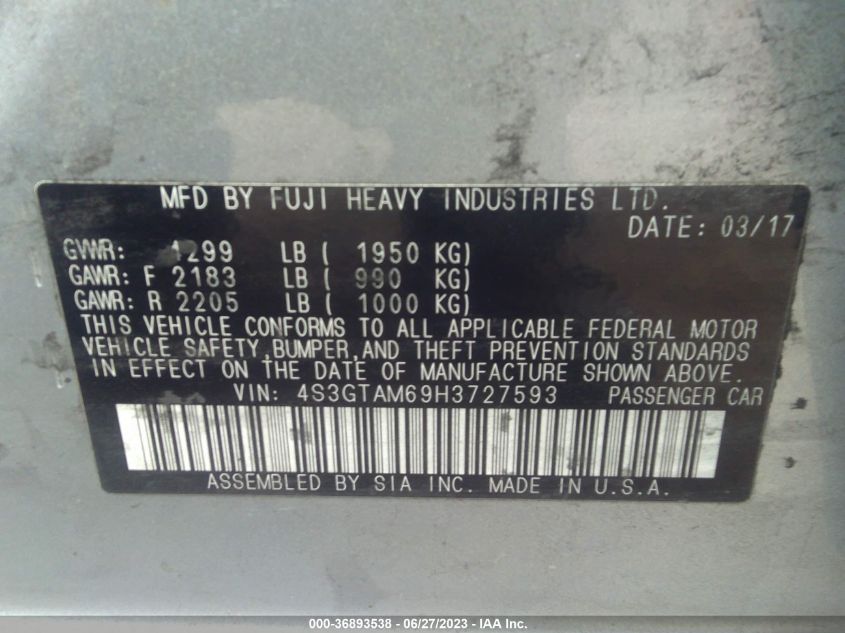 MFD BY FUJI HEAVY INDUSTRIES LTD.
DATE: 03/17
GVWR: 4299 LB ( 1950 KG)
GAWR: F 2183 LB ( 990 KG)
GAWR: R 2205 LB ( 1000 KG)
THIS VEHICLE CONFORMS TO ALL APPLICABLE FEDERAL MOTOR
VEHICLE SAFETY,BUMPER,AND THEFT PREVENTION STANDARDS
IN EFFECT ON THE DATE OF MANUFACTURE SHOWN ABOVE.
VIN: 4S3GTAM69H3727593 PASSENGER CAR
ASSEMBLED BY SIA INC. MADE IN U.S.A.
000-36893538 - 06/27/2023 - IAA Inc.